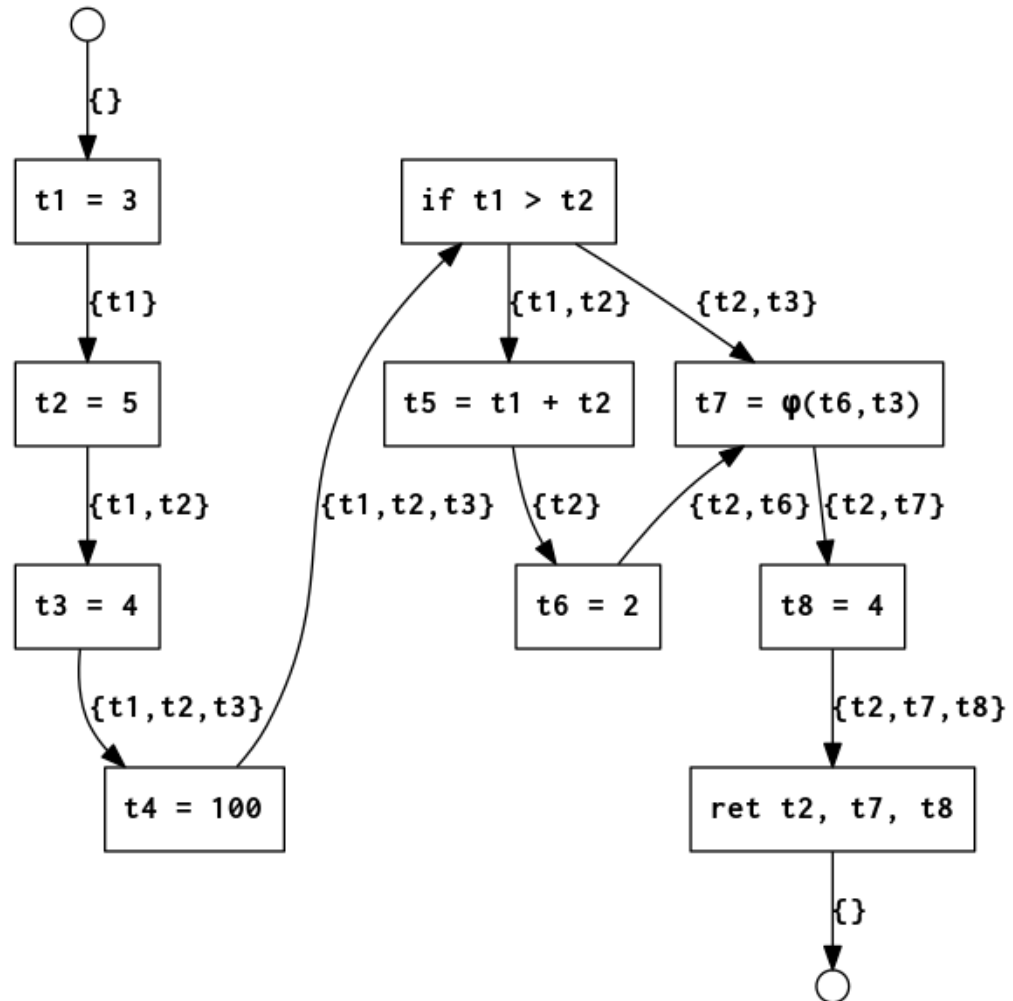 {}
t1 = 3
{t1}
t2 = 5
{t1,t2}
t3 = 4
{t1,t2,t3}
t4 = 100
{t1,t2,t3}
if t1 > t2
{t1,t2}
{t2,t3}
t5 = t1 + t2
t7 = φ(t6,t3)
{t2}
{t2,t6}
{t2,t7}
t6 = 2
t8 = 4
{t2,t7,t8}
ret t2, t7, t8
{}